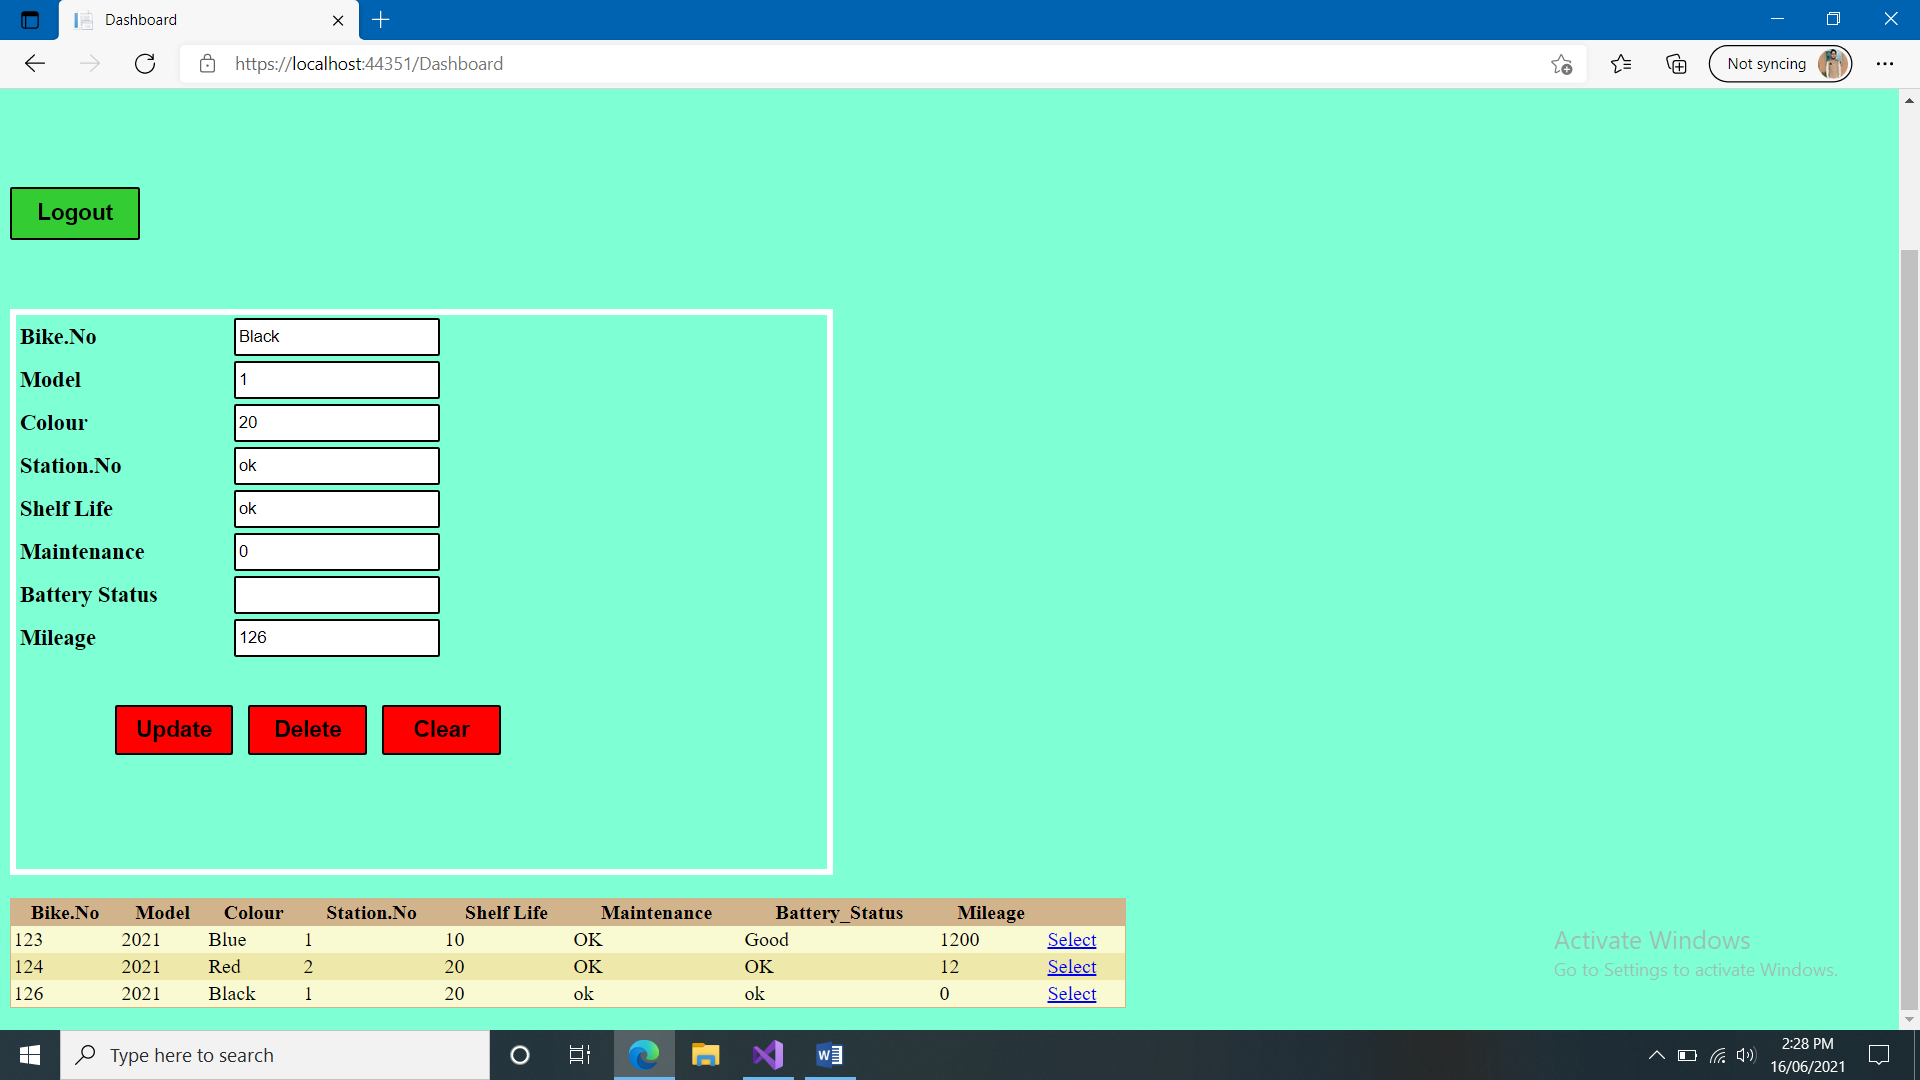 Dashboard
https://localhost:44351/Dashboard
Not syncing
Logout
Bike.No Black
Model 1
Colour 20
Station.No ok
Shelf Life ok
Maintenance 0
Battery Status
Mileage 126
Update Delete Clear
Bike.No Model Colour Station.No Shelf Life Maintenance Battery_Status Mileage
123 2021 Blue 1 10 OK Good 1200 Select
124 2021 Red 2 20 OK OK 12 Select
126 2021 Black 1 20 ok ok 0 Select
Activate Windows
Go to Settings to activate Windows.
Type here to search
2:28 PM
16/06/2021